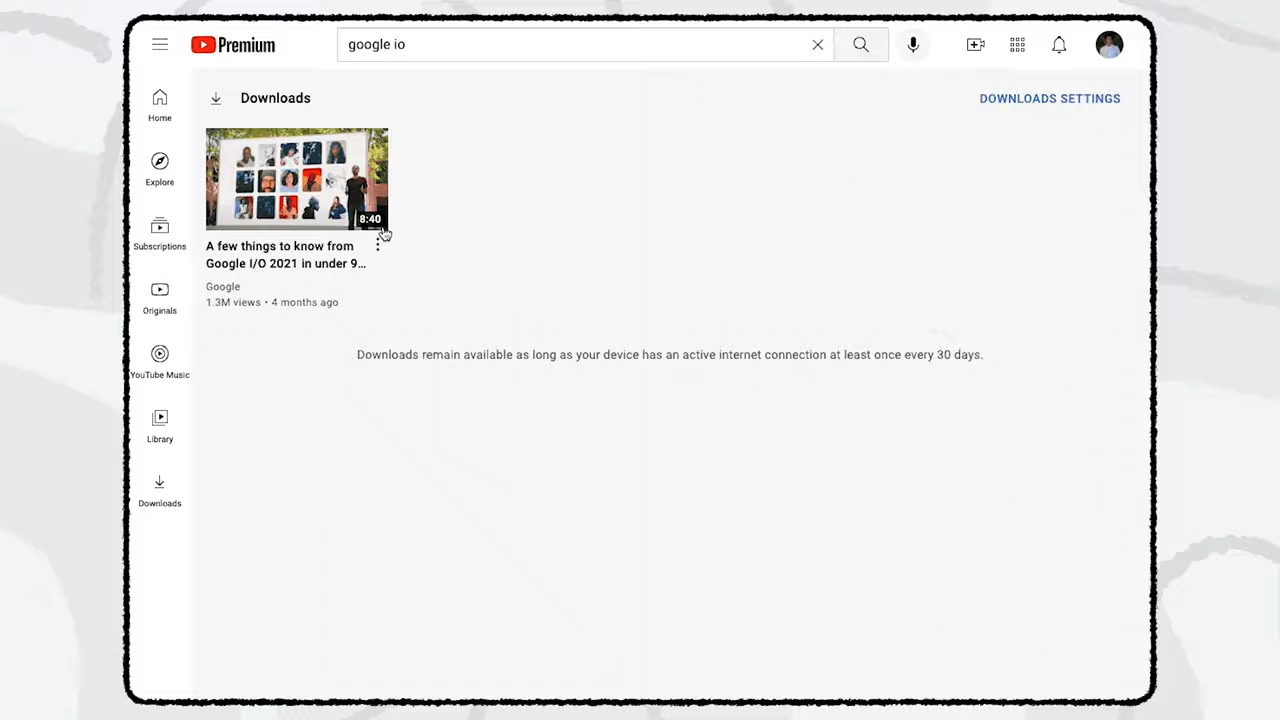 Premium
google io
Home
Explore
Subscriptions
Originals
YouTube Music
Library
Downloads
Downloads
DOWNLOADS SETTINGS
8:40
A few things to know from
Google I/O 2021 in under 9...
Google
1.3M views • 4 months ago
Downloads remain available as long as your device has an active internet connection at least once every 30 days.